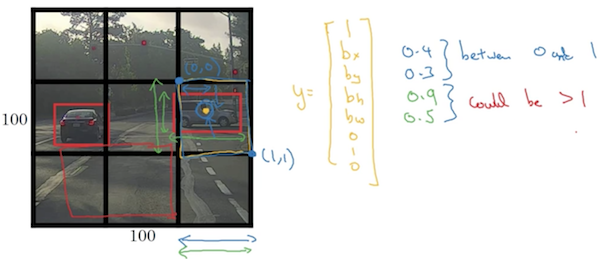 (0,0)
100
(1,1)
100
y=
1
bx
by
bh
bw
0
1
0
0.4
0.3
between 0 and 1
0.9
0.5
could be >1